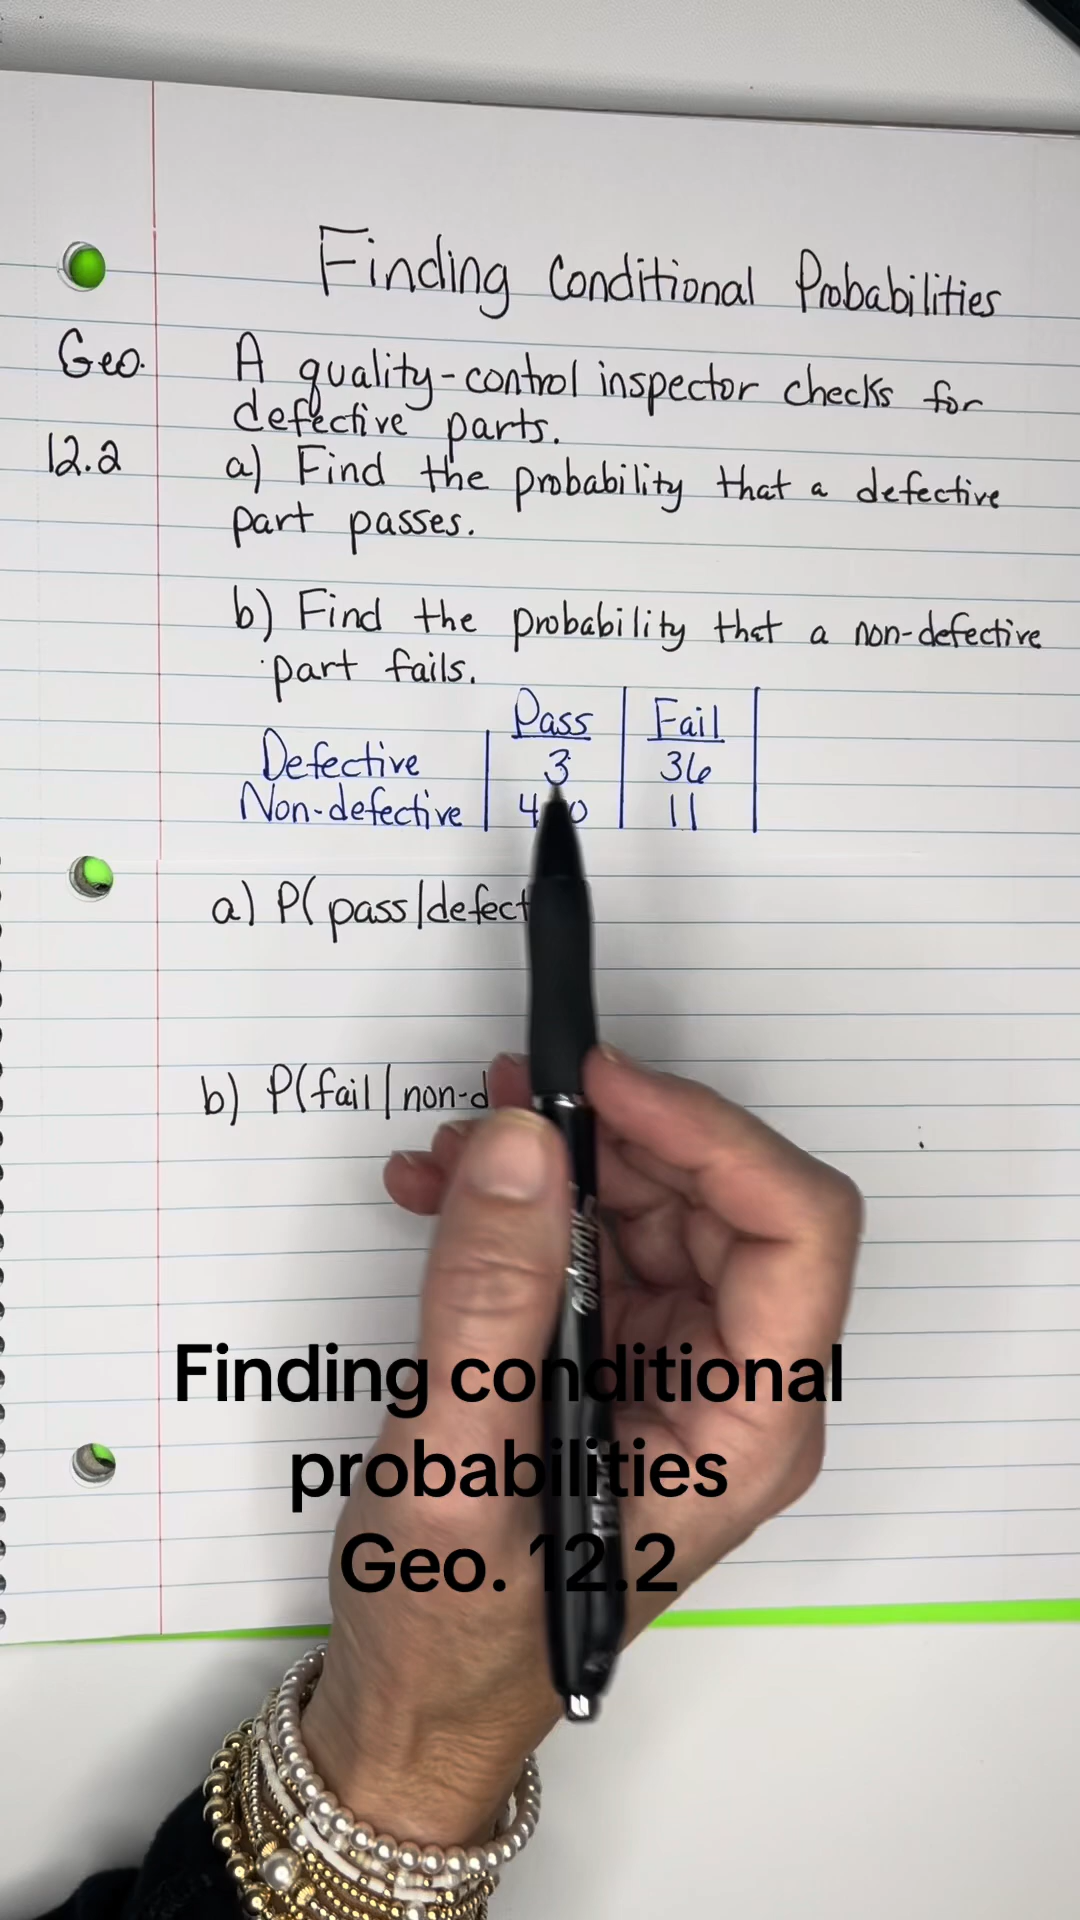 Finding Conditional Probabilities
Geo. A quality-control inspector checks for
defective parts.
12.2 a) Find the probability that a defective
part passes.
b) Find the probability that a non-defective
part fails.
Pass Fail
Defective 3 36
Non-defective 11
a) P(pass|defect
b) P(fail|non-d
Finding conditional
probabilities
Geo. 12.2